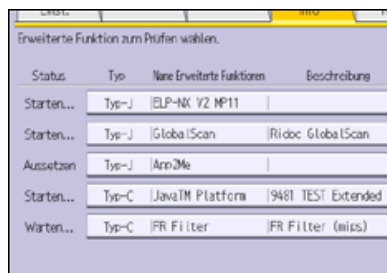 Info
Erweiterte Funktion zum Prüfen wählen.
Status Typ Name Erweiterte Funktionen Beschreibung
Starten... Typ-J ELP-NX V2 MP11
Starten... Typ-J GlobalScan Ridoc GlobalScan
Aussetzen Typ-J App2Me
Starten... Typ-C JavaTM Platform 9481 TEST Extended
Warten... Typ-C FR Filter FR Filter (mips)